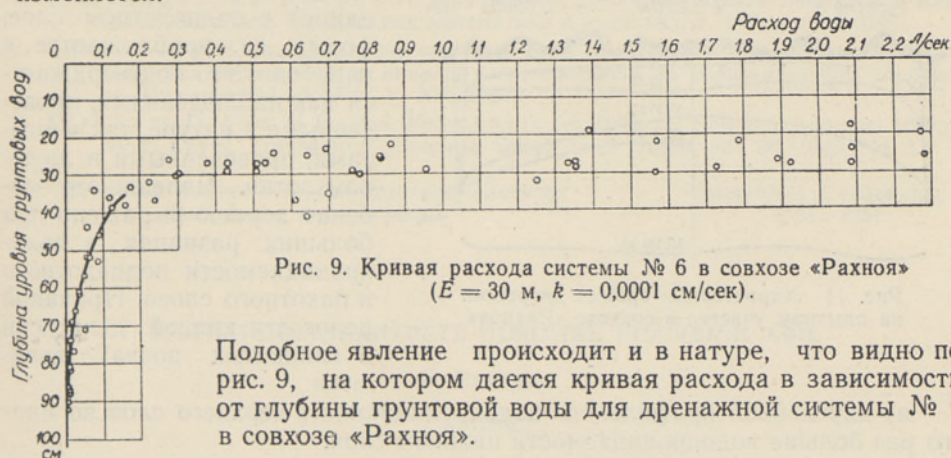 Расход воды
0 0,1 0,2 0,3 0,4 0,5 0,6 0,7 0,8 0,9 1,0 1,1 1,2 1,3 1,4 1,5 1,6 1,7 1,8 1,9 2,0 2,1 2,2 л/сек
Глубина уровня грунтовых вод
10
20
30
40
50
60
70
80
90
100
см
Рис. 9. Кривая расхода системы № 6 в совхозе «Рахноя»
(E = 30 м, k = 0,0001 см/сек).
Подобное явление происходит и в натуре, что видно по
рис. 9, на котором дается кривая расхода в зависимост
от глубины грунтовой воды для дренажной системы №
в совхозе «Рахноя».